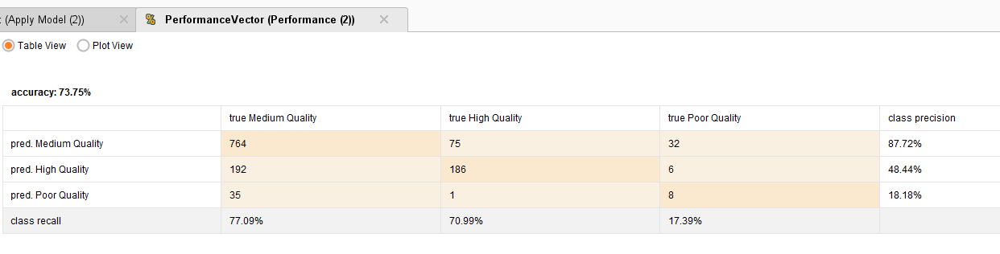 t (Apply Model (2)) PerformanceVector (Performance (2))
Table View Plot View
accuracy: 73.75%
true Medium Quality true High Quality true Poor Quality class precision
pred. Medium Quality 764 75 32 87.72%
pred. High Quality 192 186 6 48.44%
pred. Poor Quality 35 1 8 18.18%
class recall 77.09% 70.99% 17.39%